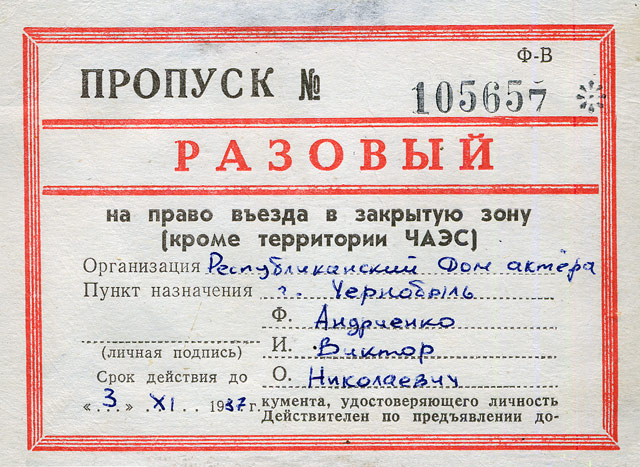 Ф-В
ПРОПУСК № 105657
РАЗОВЫЙ
на право въезда в закрытую зону
(кроме территории ЧАЭС)
Организация Республиканский Дом актёра
Пункт назначения г. Чернобыль
Ф. Андриенко
И. Виктор
(личная подпись)
О. Николаевич
Срок действия до
«3» XI 1987 г.
кумента, удостоверяющего личность
Действителен по предъявлении до-